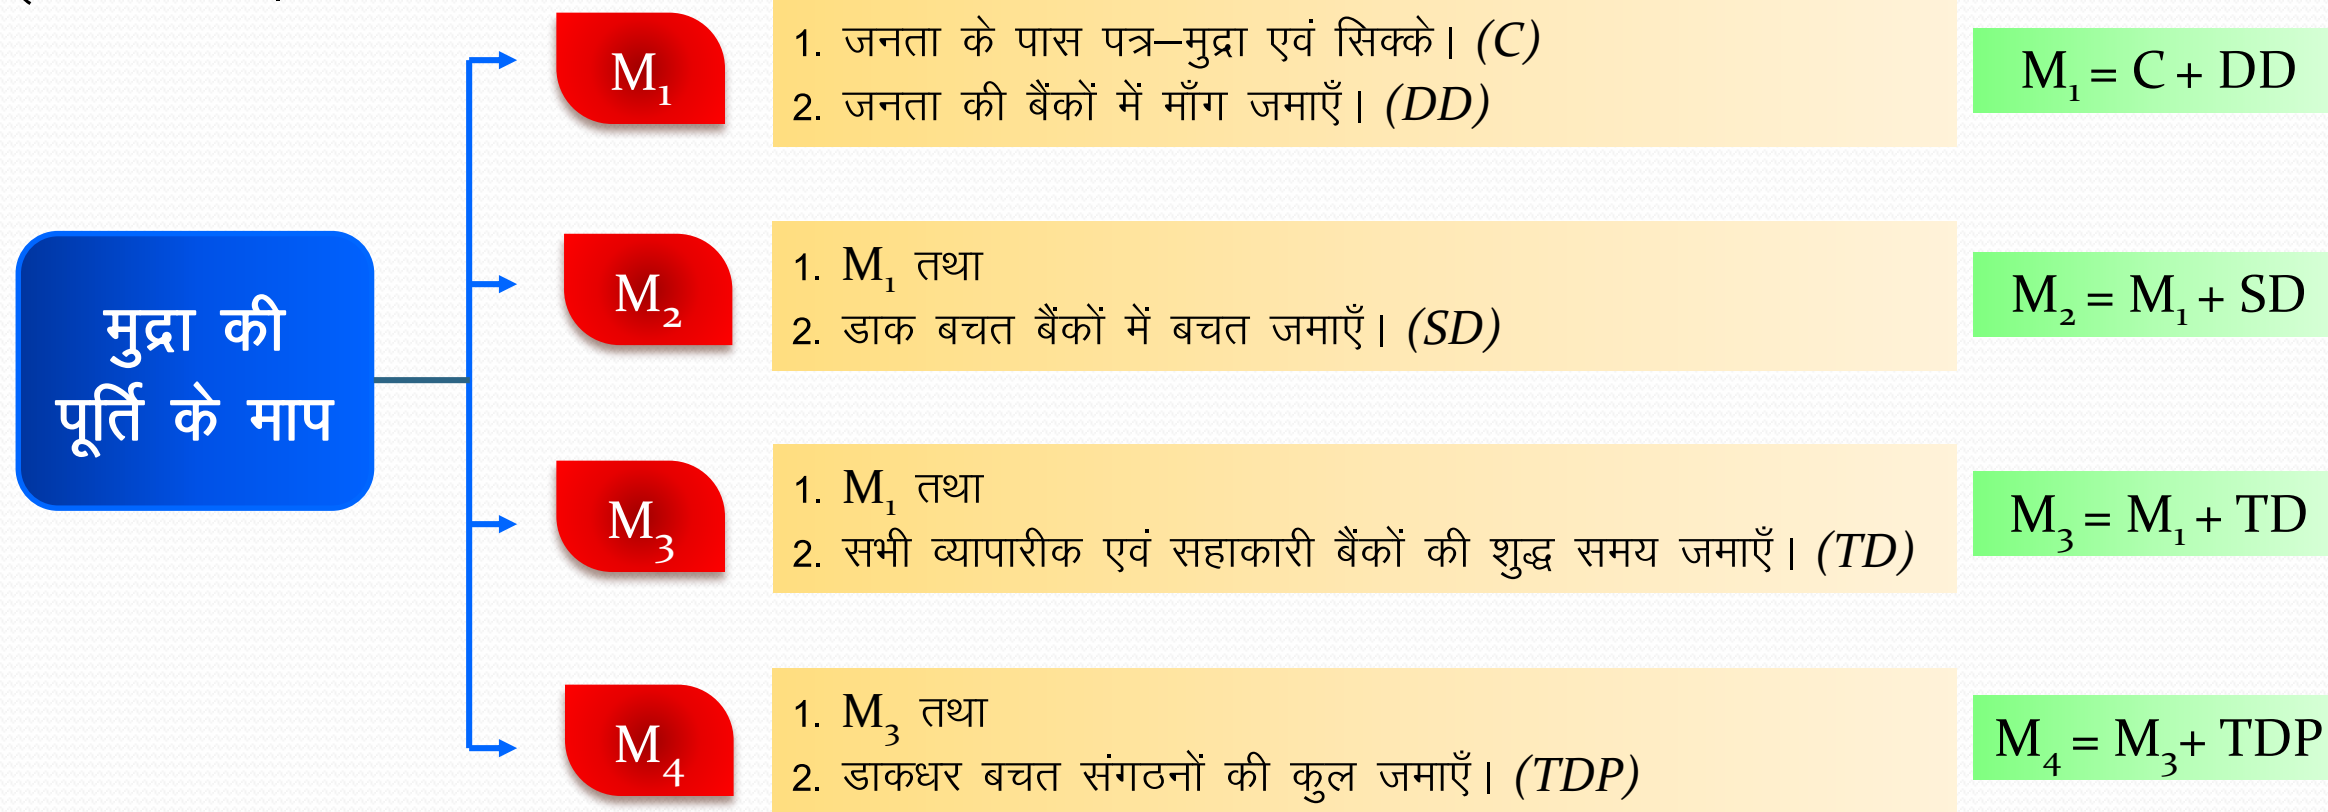 M₁
1. जनता के पास पत्र–मुद्रा एवं सिक्के। (C)
2. जनता की बैंकों में माँग जमाएँ। (DD)
M₁ = C + DD
मुद्रा की
पूर्ति के माप
M₂
1. M₁ तथा
2. डाक बचत बैंकों में बचत जमाएँ। (SD)
M₂ = M₁ + SD
M₃
1. M₁ तथा
2. सभी व्यापारीक एवं सहाकारी बैंकों की शुद्ध समय जमाएँ। (TD)
M₃ = M₁ + TD
M₄
1. M₃ तथा
2. डाकधर बचत संगठनों की कुल जमाएँ। (TDP)
M₄ = M₃+ TDP